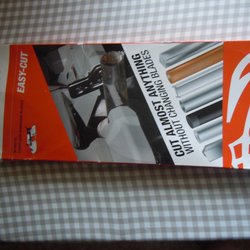 EASY-CUT
CUT ALMOST ANYTHING
WITHOUT CHANGING BLADES